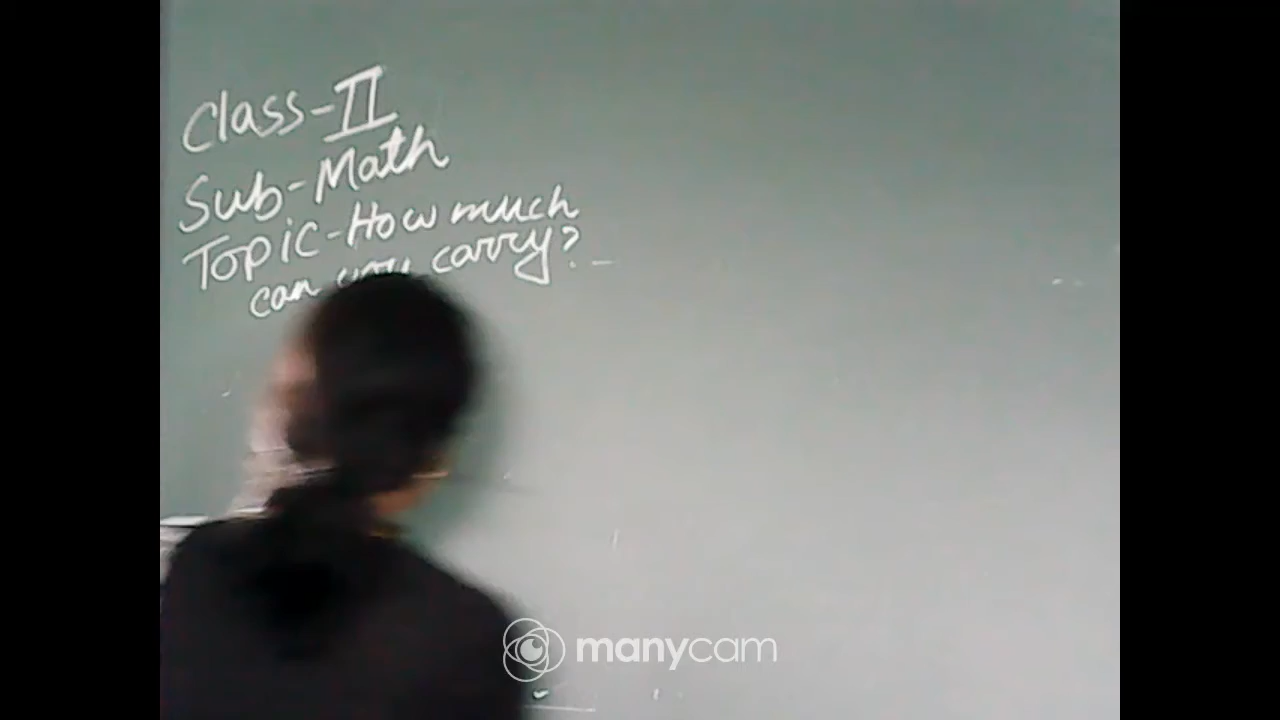 Class-II
Sub-Math
Topic-How much
can you carry?
manycam